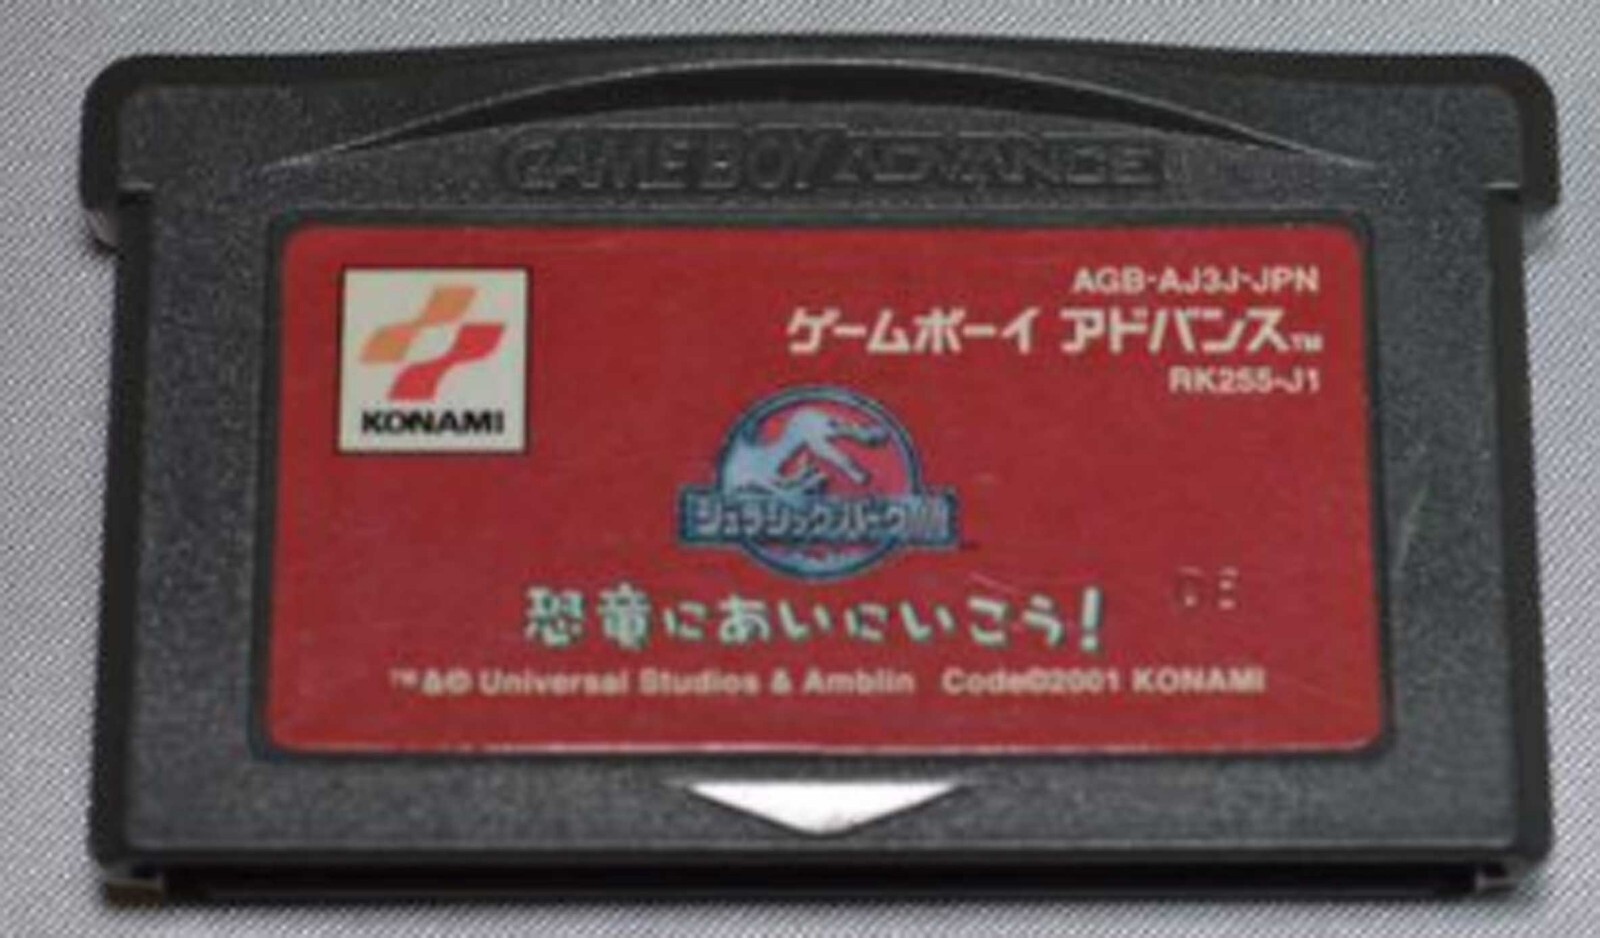 GAME BOY ADVANCE
AGB-AJ3J-JPN
ゲームボーイ アドバンス™
RK255-J1
KONAMI
ジュラシックパークIII
恐竜にあいにいこう!
™&© Universal Studios & Amblin Code©2001 KONAMI